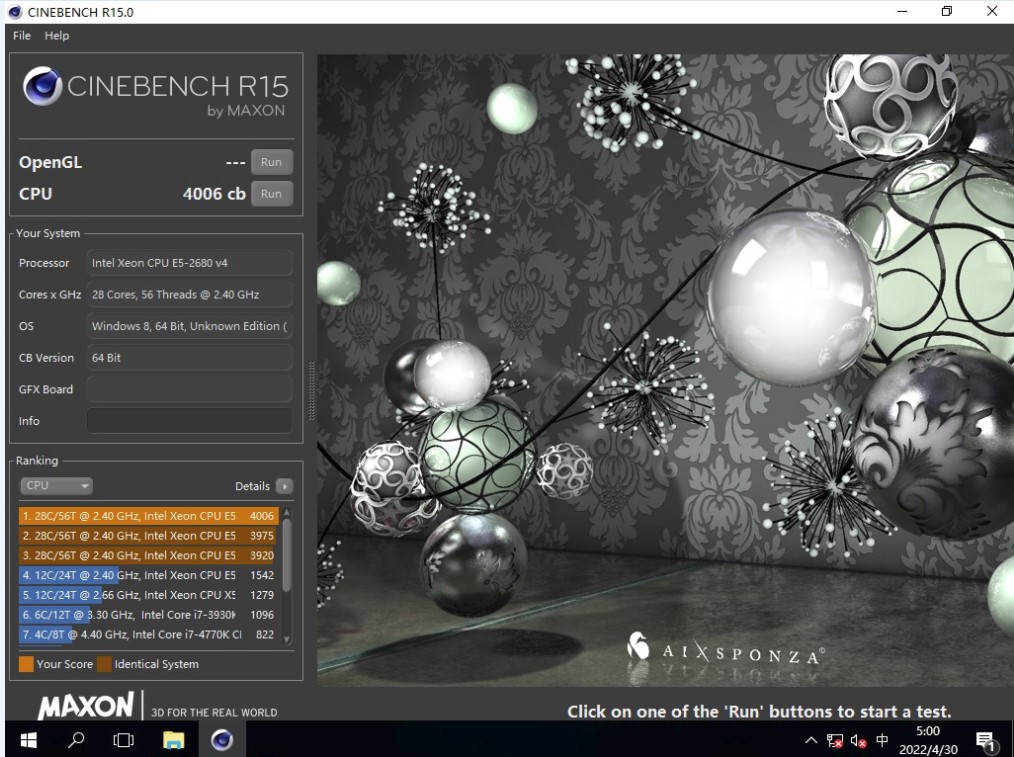 CINEBENCH R15.0
File Help
CINEBENCH R15
by MAXON
OpenGL --- Run
CPU 4006 cb Run
Your System
Processor Intel Xeon CPU E5-2680 v4
Cores x GHz 28 Cores, 56 Threads @ 2.40 GHz
OS Windows 8, 64 Bit, Unknown Edition (
CB Version 64 Bit
GFX Board
Info
Ranking
CPU Details
1. 28C/56T @ 2.40 GHz, Intel Xeon CPU E5 4006
2. 28C/56T @ 2.40 GHz, Intel Xeon CPU E5 3975
3. 28C/56T @ 2.40 GHz, Intel Xeon CPU E5 3920
4. 12C/24T @ 2.40 GHz, Intel Xeon CPU E5 1542
5. 12C/24T @ 2.66 GHz, Intel Xeon CPU X5 1279
6. 6C/12T @ 3.30 GHz, Intel Core i7-3930K 1096
7. 4C/8T @ 4.40 GHz, Intel Core i7-4770K CI 822
Your Score Identical System
AIXSPONZA®
MAXON 3D FOR THE REAL WORLD
Click on one of the 'Run' buttons to start a test.
中
5:00
2022/4/30
1